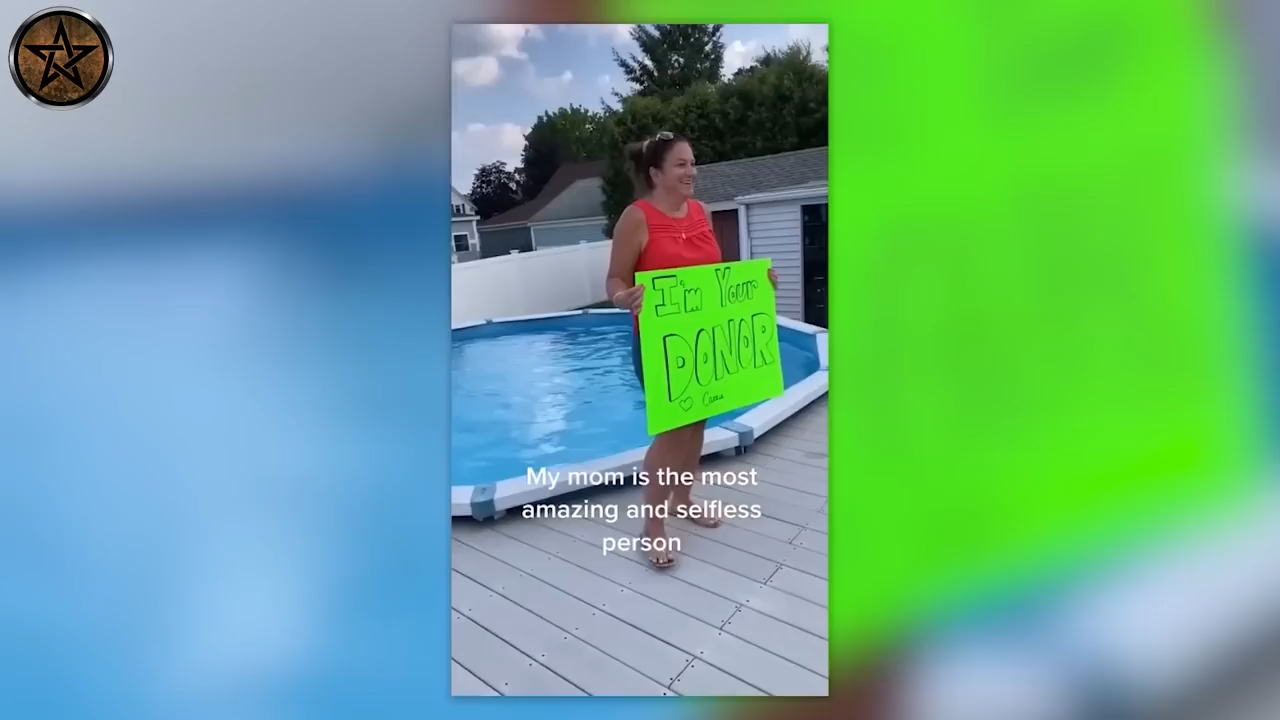 I'm Your
DONOR
My mom is the most
amazing and selfless
person